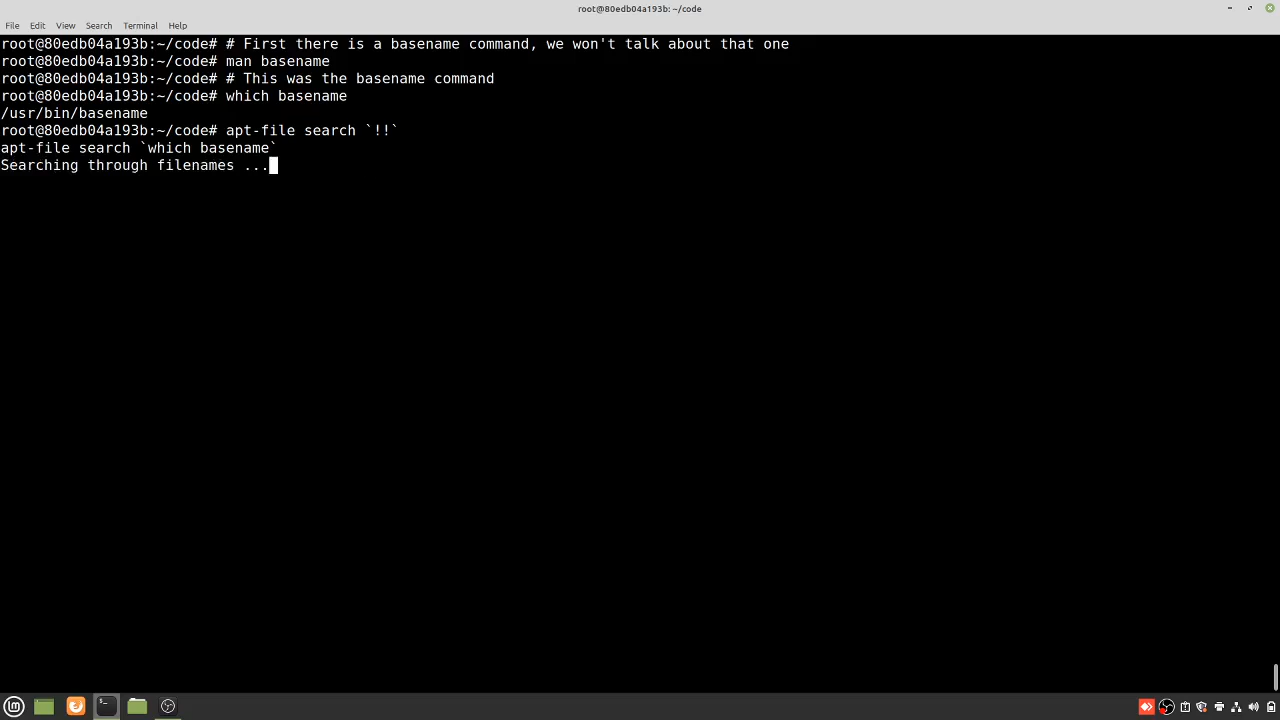 root@80edb04a193b: ~/code
File Edit View Search Terminal Help
root@80edb04a193b:~/code# # First there is a basename command, we won't talk about that one
root@80edb04a193b:~/code# man basename
root@80edb04a193b:~/code# # This was the basename command
root@80edb04a193b:~/code# which basename
/usr/bin/basename
root@80edb04a193b:~/code# apt-file search `!!`
apt-file search `which basename`
Searching through filenames ...